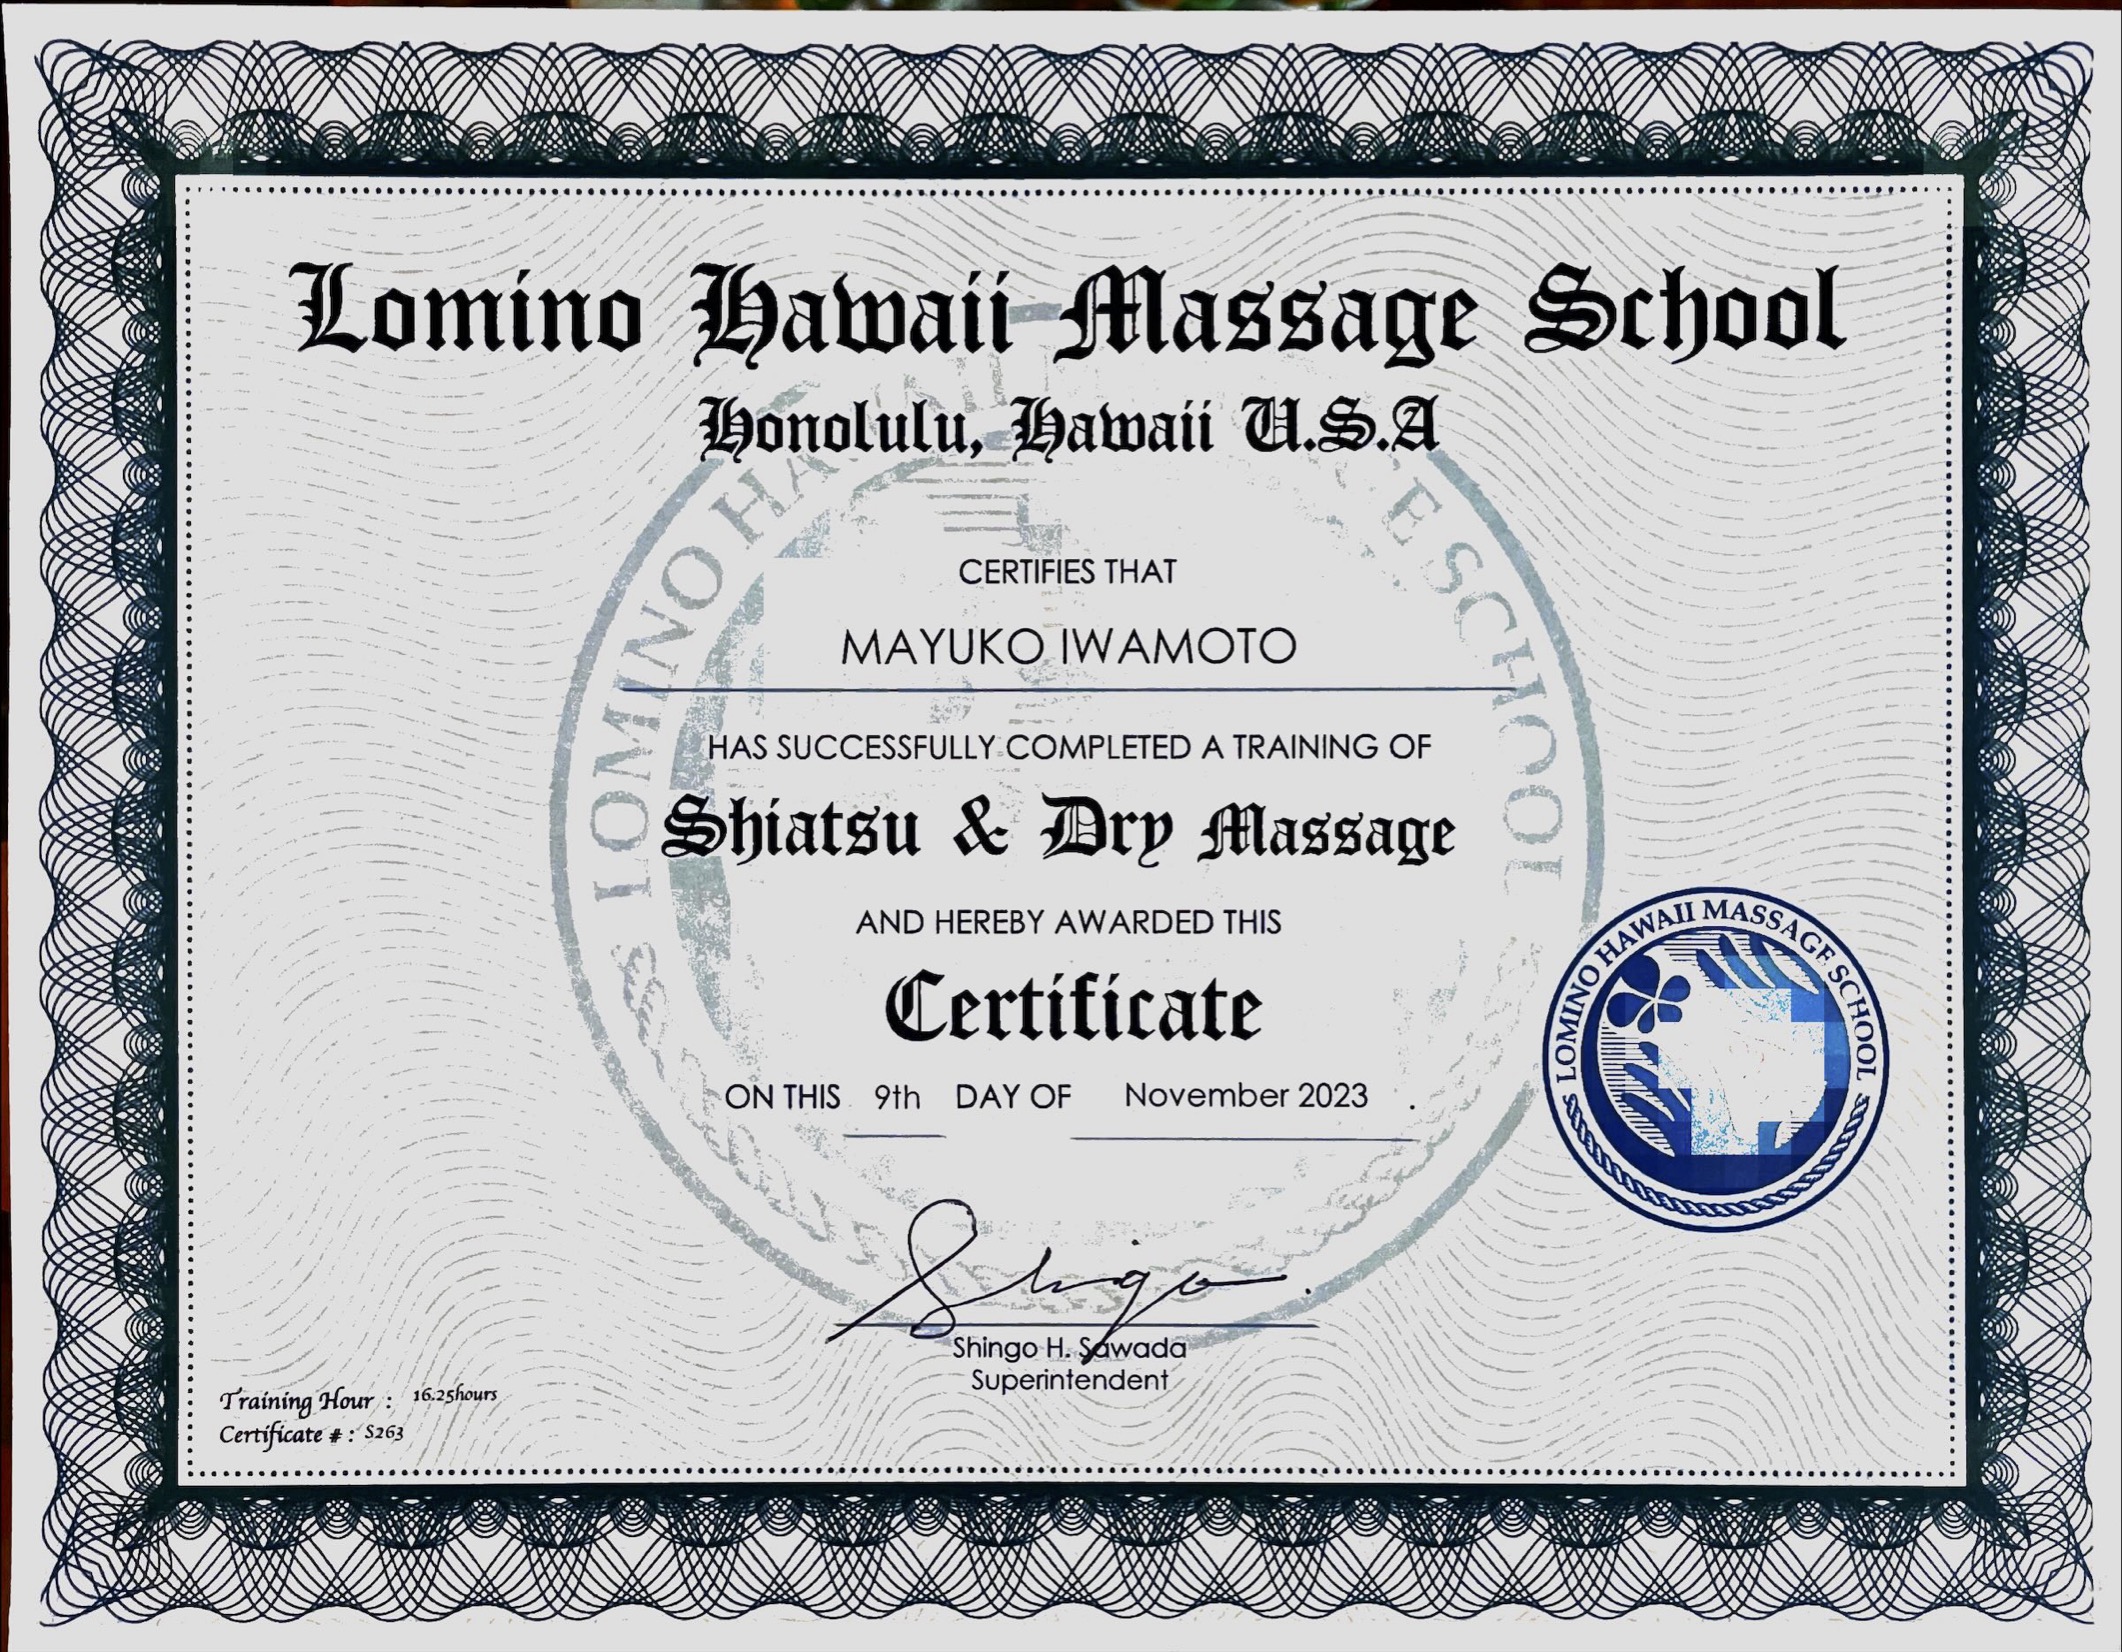 Lomino Hawaii Massage School
Honolulu, Hawaii U.S.A
CERTIFIES THAT
MAYUKO IWAMOTO
HAS SUCCESSFULLY COMPLETED A TRAINING OF
Shiatsu & Dry Massage
AND HEREBY AWARDED THIS
Certificate
ON THIS 9th DAY OF November 2023 .
LOMINO HAWAII MASSAGE SCHOOL
Shingo
Shingo H. Sawada
Superintendent
Training Hour : 16.25hours
Certificate # : S263